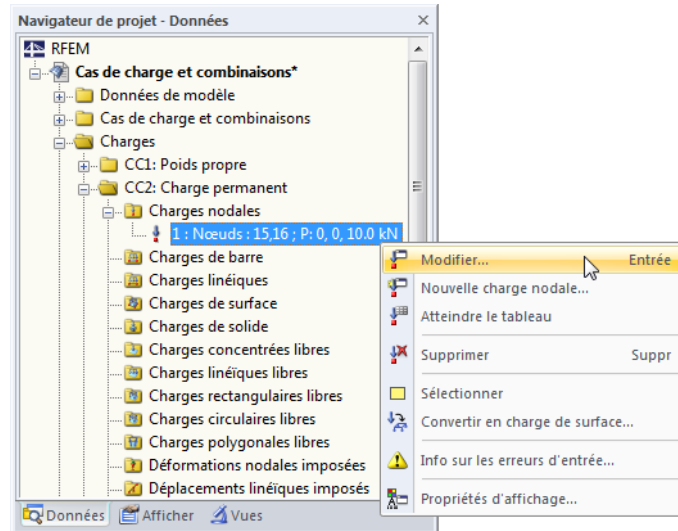 Navigateur de projet - Données
RFEM
Cas de charge et combinaisons*
Données de modèle
Cas de charge et combinaisons
Charges
CC1: Poids propre
CC2: Charge permanent
Charges nodales
1 : Nœuds : 15,16 ; P: 0, 0, 10.0 kN
Charges de barre
Charges linéiques
Charges de surface
Charges de solide
Charges concentrées libres
Charges linéiques libres
Charges rectangulaires libres
Charges circulaires libres
Charges polygonales libres
Déformations nodales imposées
Déplacements linéiques imposés
Données Afficher Vues
Modifier... Entrée
Nouvelle charge nodale...
Atteindre le tableau
Supprimer Suppr
Sélectionner
Convertir en charge de surface...
Info sur les erreurs d'entrée...
Propriétés d'affichage...